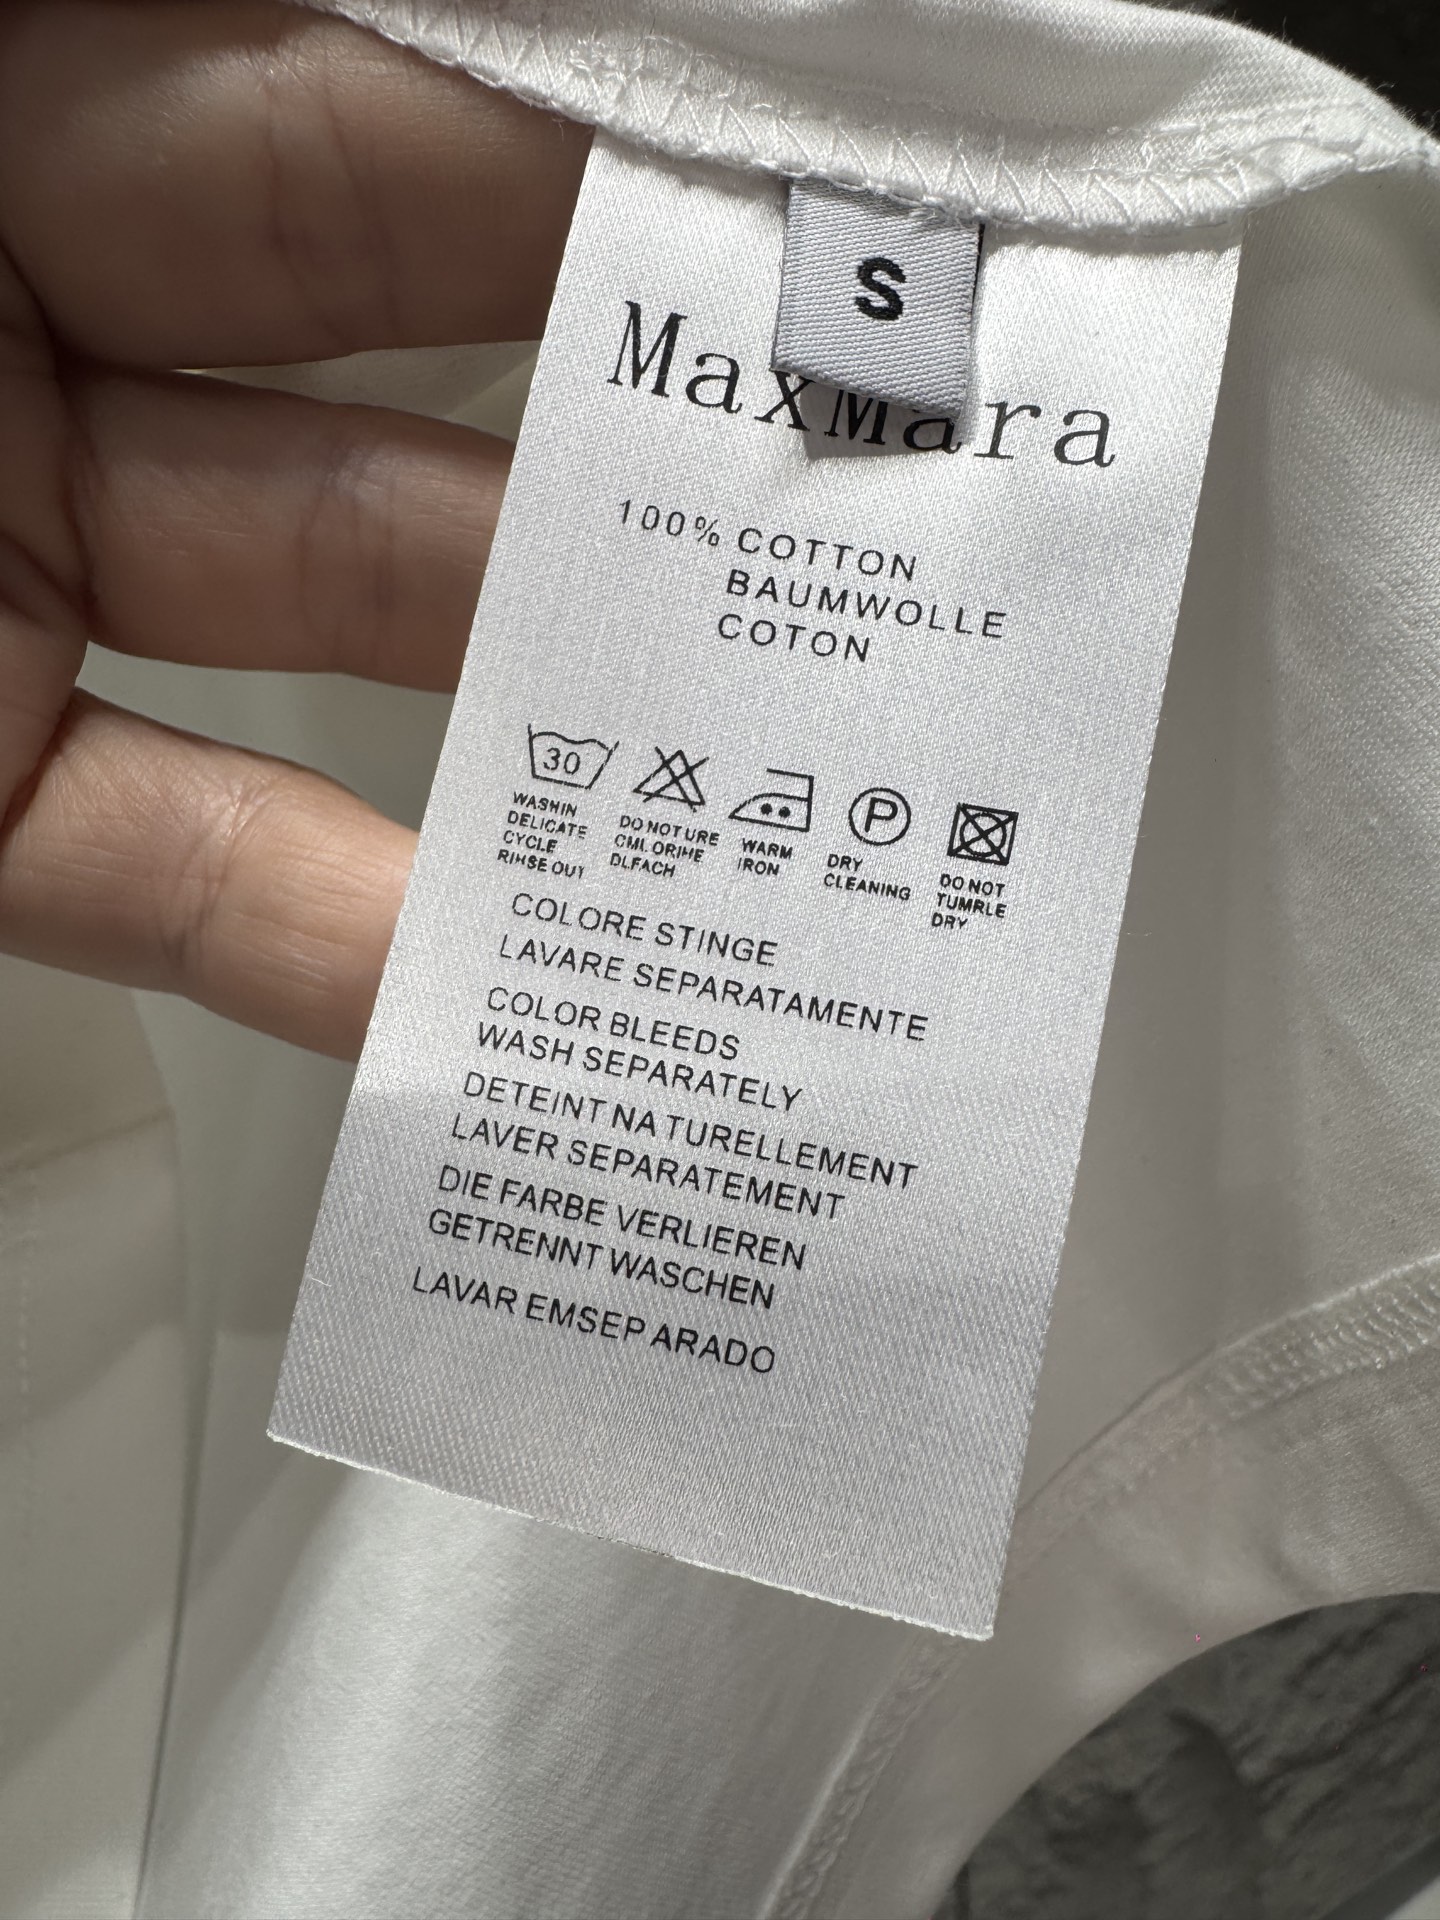 S
MaxMara
100% COTTON
BAUMWOLLE
COTON
30
P
WASHIN
DELICATE
CYCLE
RIHSE OUT
DO NOT URE
CML ORIHE
DLFACH
WARM
IRON
DRY
CLEANING
DO NOT
TUMRLE
DRY
COLORE STINGE
LAVARE SEPARATAMENTE
COLOR BLEEDS
WASH SEPARATELY
DETEINT NA TURELLEMENT
LAVER SEPARATEMENT
DIE FARBE VERLIEREN
GETRENNT WASCHEN
LAVAR EMSEP ARADO